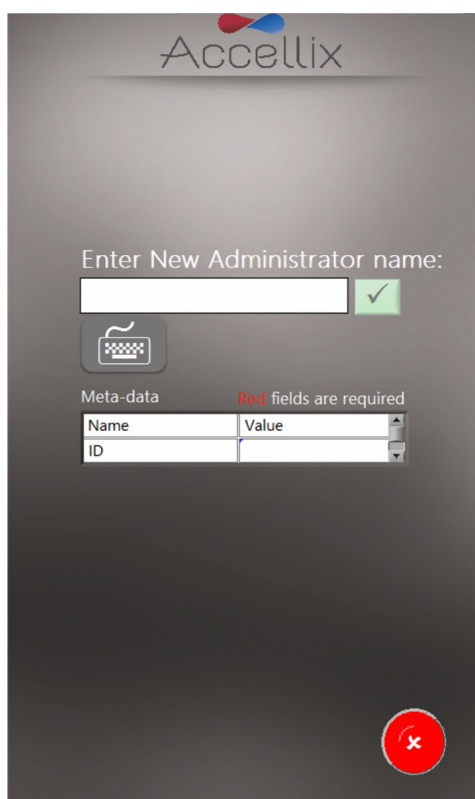 Accellix
Enter New Administrator name:
Meta-data Red fields are required
Name Value
ID